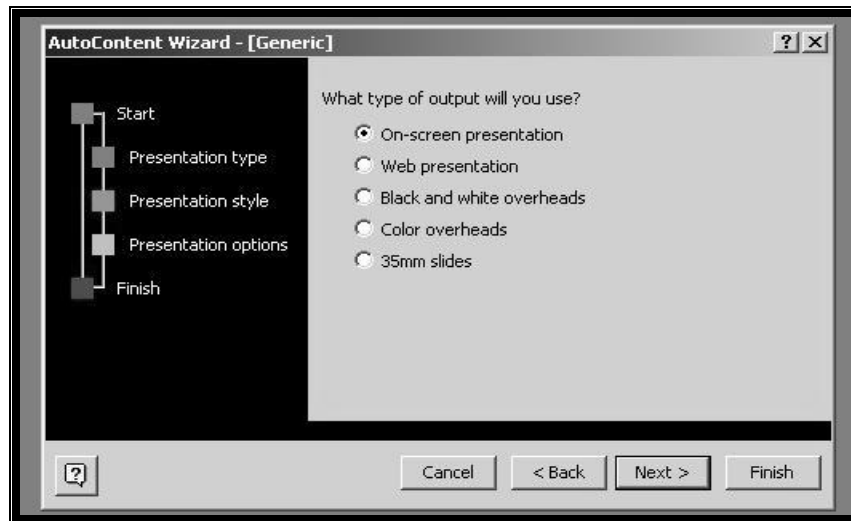 AutoContent Wizard - [Generic]
Start
Presentation type
Presentation style
Presentation options
Finish
What type of output will you use?
On-screen presentation
Web presentation
Black and white overheads
Color overheads
35mm slides
Cancel
< Back
Next >
Finish